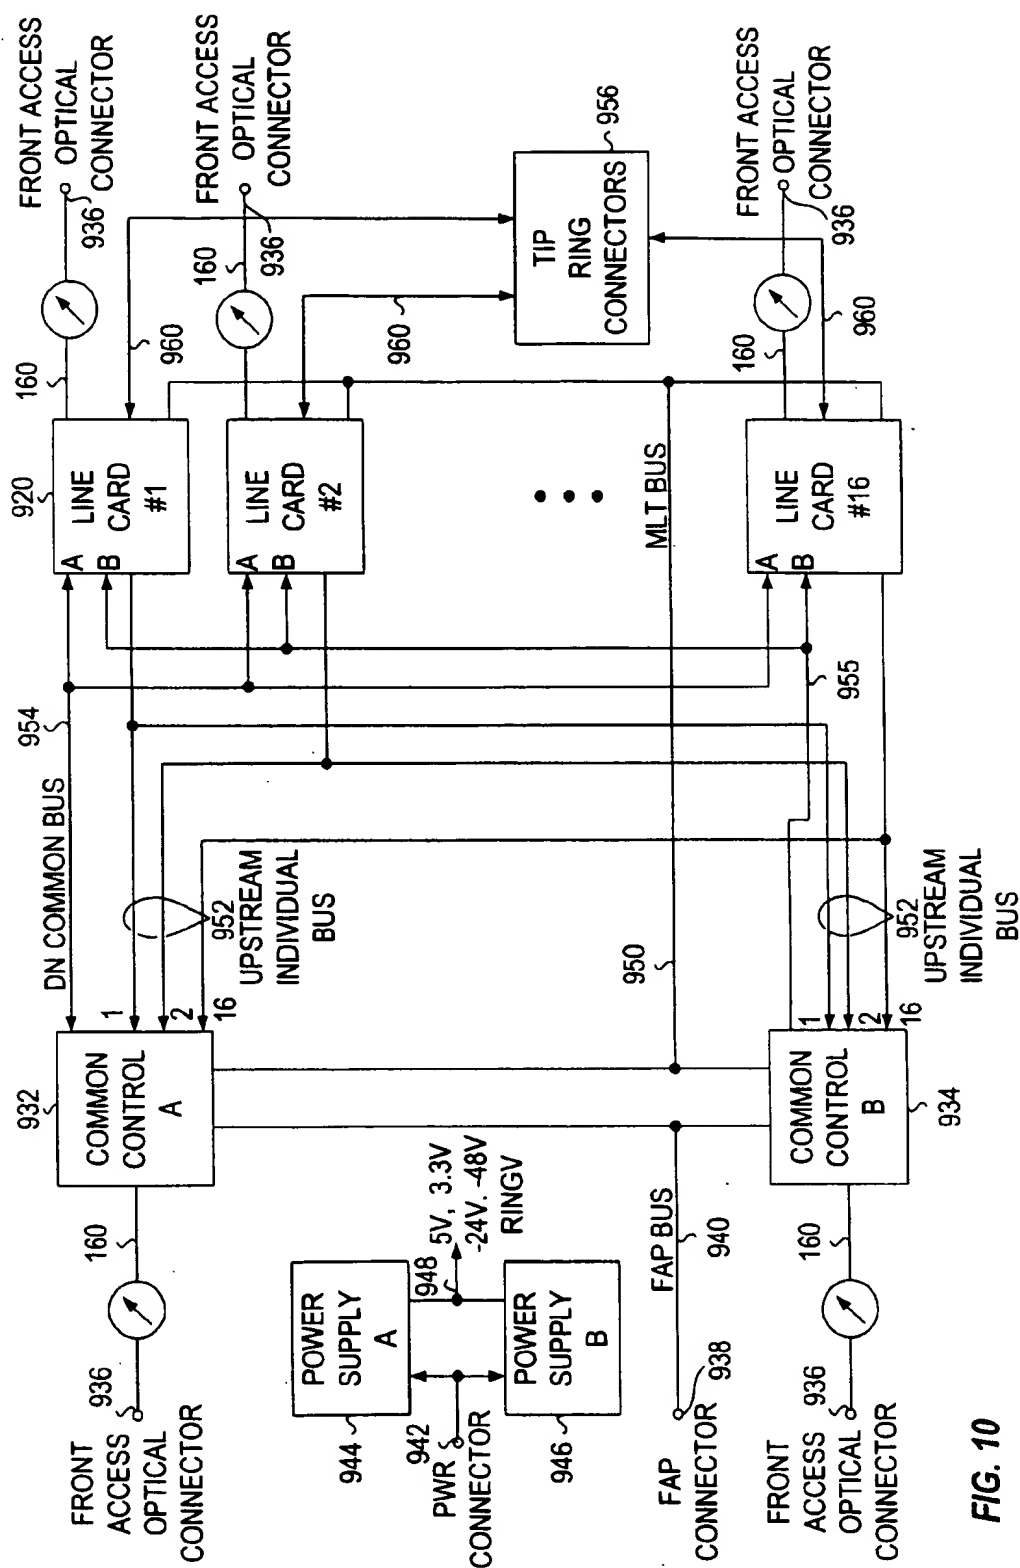 FRONT
ACCESS
OPTICAL
CONNECTOR
936
160
932
COMMON
CONTROL
A
1
2
16
DN COMMON BUS
954
952
UPSTREAM
INDIVIDUAL
BUS
920
A
B
LINE
CARD
#1
160
936
FRONT ACCESS
OPTICAL
CONNECTOR
960
A
B
LINE
CARD
#2
160
936
FRONT ACCESS
OPTICAL
CONNECTOR
960
944
POWER
SUPPLY
A
942
PWR
CONNECTOR
948
5V, 3.3V
-24V. -48V
RINGV
946
POWER
SUPPLY
B
TIP
RING
CONNECTORS
956
FAP
CONNECTOR
938
FAP BUS
940
950
MLT BUS
FRONT
ACCESS
OPTICAL
CONNECTOR
936
160
COMMON
CONTROL
B
934
1
2
16
952
UPSTREAM
INDIVIDUAL
BUS
955
A
B
LINE
CARD
#16
160
936
FRONT ACCESS
OPTICAL
CONNECTOR
960
FIG. 10